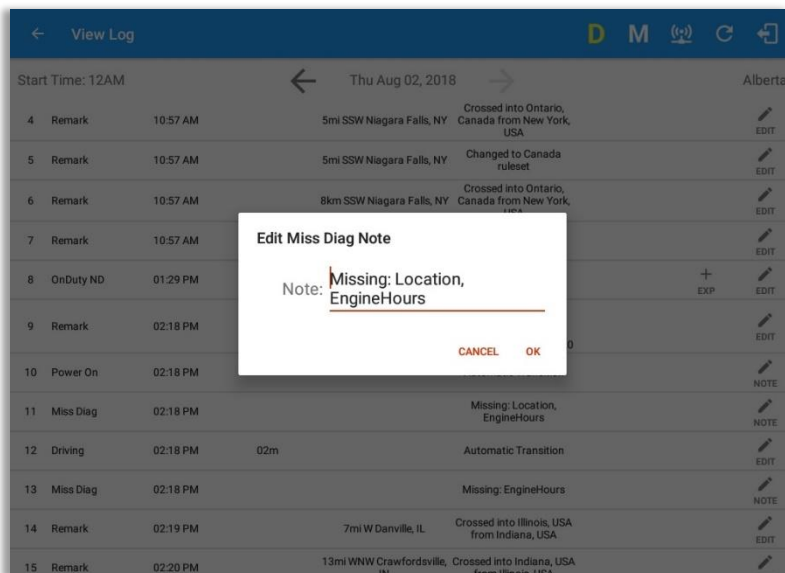 View Log D M
Start Time: 12AM Thu Aug 02, 2018 Alberta
4 Remark 10:57 AM 5mi SSW Niagara Falls, NY Crossed into Ontario, Canada from New York, USA EDIT
5 Remark 10:57 AM 5mi SSW Niagara Falls, NY Changed to Canada ruleset EDIT
6 Remark 10:57 AM 8km SSW Niagara Falls, NY Crossed into Ontario, Canada from New York, USA EDIT
7 Remark 10:57 AM EDIT
8 OnDuty ND 01:29 PM + EXP EDIT
9 Remark 02:18 PM 0 EDIT
Edit Miss Diag Note
Note: Missing: Location,
EngineHours
CANCEL OK
10 Power On 02:18 PM NOTE
11 Miss Diag 02:18 PM Missing: Location, EngineHours NOTE
12 Driving 02:18 PM 02m Automatic Transition EDIT
13 Miss Diag 02:18 PM Missing: EngineHours NOTE
14 Remark 02:19 PM 7mi W Danville, IL Crossed into Illinois, USA from Indiana, USA EDIT
15 Remark 02:20 PM 13mi WNW Crawfordsville, Crossed into Indiana, USA